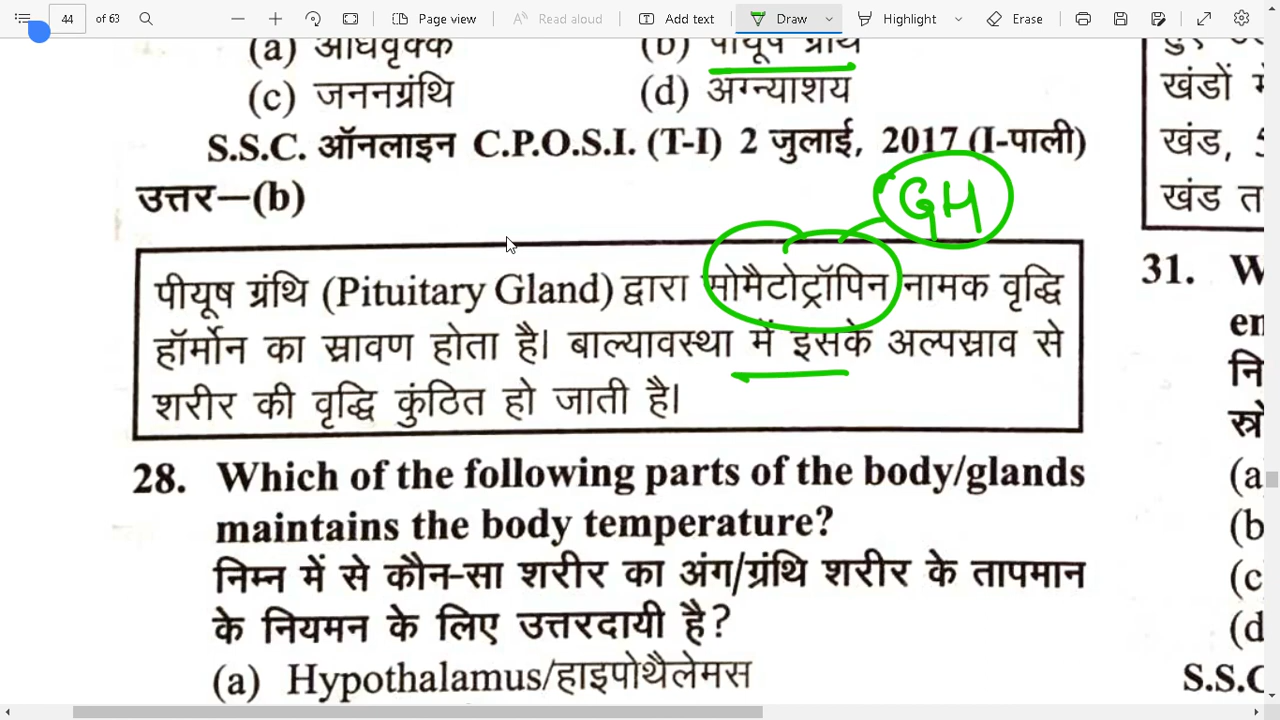 44 of 63 Page view Read aloud Add text Draw Highlight Erase
(a) अधिवृक्क (b) पीयूष ग्रंथि
(c) जननग्रंथि (d) अग्न्याशय
S.S.C. ऑनलाइन C.P.O.S.I. (T-I) 2 जुलाई, 2017 (I-पाली)
उत्तर—(b)
GH
पीयूष ग्रंथि (Pituitary Gland) द्वारा सोमैटोट्रॉपिन नामक वृद्धि
हॉर्मोन का स्रावण होता है। बाल्यावस्था में इसके अल्पस्राव से
शरीर की वृद्धि कुंठित हो जाती है।
28. Which of the following parts of the body/glands
maintains the body temperature?
निम्न में से कौन-सा शरीर का अंग/ग्रंथि शरीर के तापमान
के नियमन के लिए उत्तरदायी है?
(a) Hypothalamus/हाइपोथैलेमस
खंडों
खंड,
खंड
31.
(a
(b
(c
(d
S.S.C